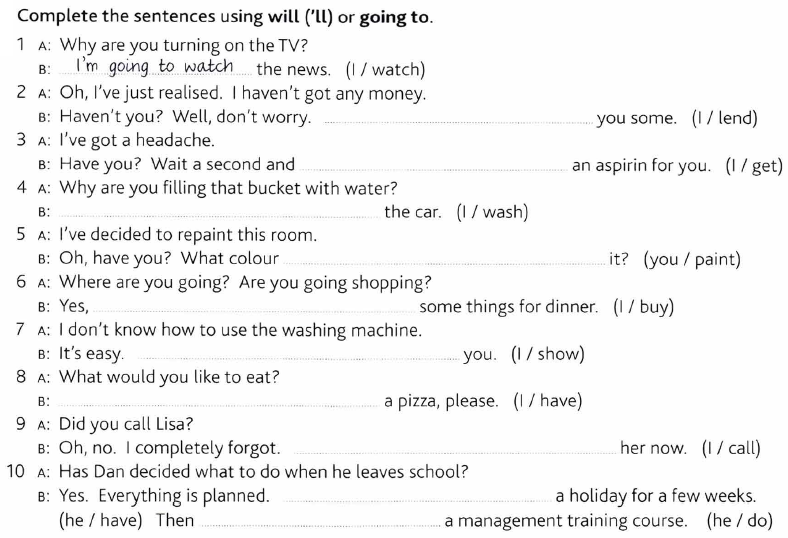 Complete the sentences using will ('ll) or going to.
1 A: Why are you turning on the TV?
B: I'm going to watch the news. (I / watch)
2 A: Oh, I've just realised. I haven't got any money.
B: Haven't you? Well, don't worry. ........ you some. (I / lend)
3 A: I've got a headache.
B: Have you? Wait a second and ........ an aspirin for you. (I / get)
4 A: Why are you filling that bucket with water?
B: ........ the car. (I / wash)
5 A: I've decided to repaint this room.
B: Oh, have you? What colour ........ it? (you / paint)
6 A: Where are you going? Are you going shopping?
B: Yes, ........ some things for dinner. (I / buy)
7 A: I don't know how to use the washing machine.
B: It's easy. ........ you. (I / show)
8 A: What would you like to eat?
B: ........ a pizza, please. (I / have)
9 A: Did you call Lisa?
B: Oh, no. I completely forgot. ........ her now. (I / call)
10 A: Has Dan decided what to do when he leaves school?
B: Yes. Everything is planned. ........ a holiday for a few weeks.
(he / have) Then ........ a management training course. (he / do)